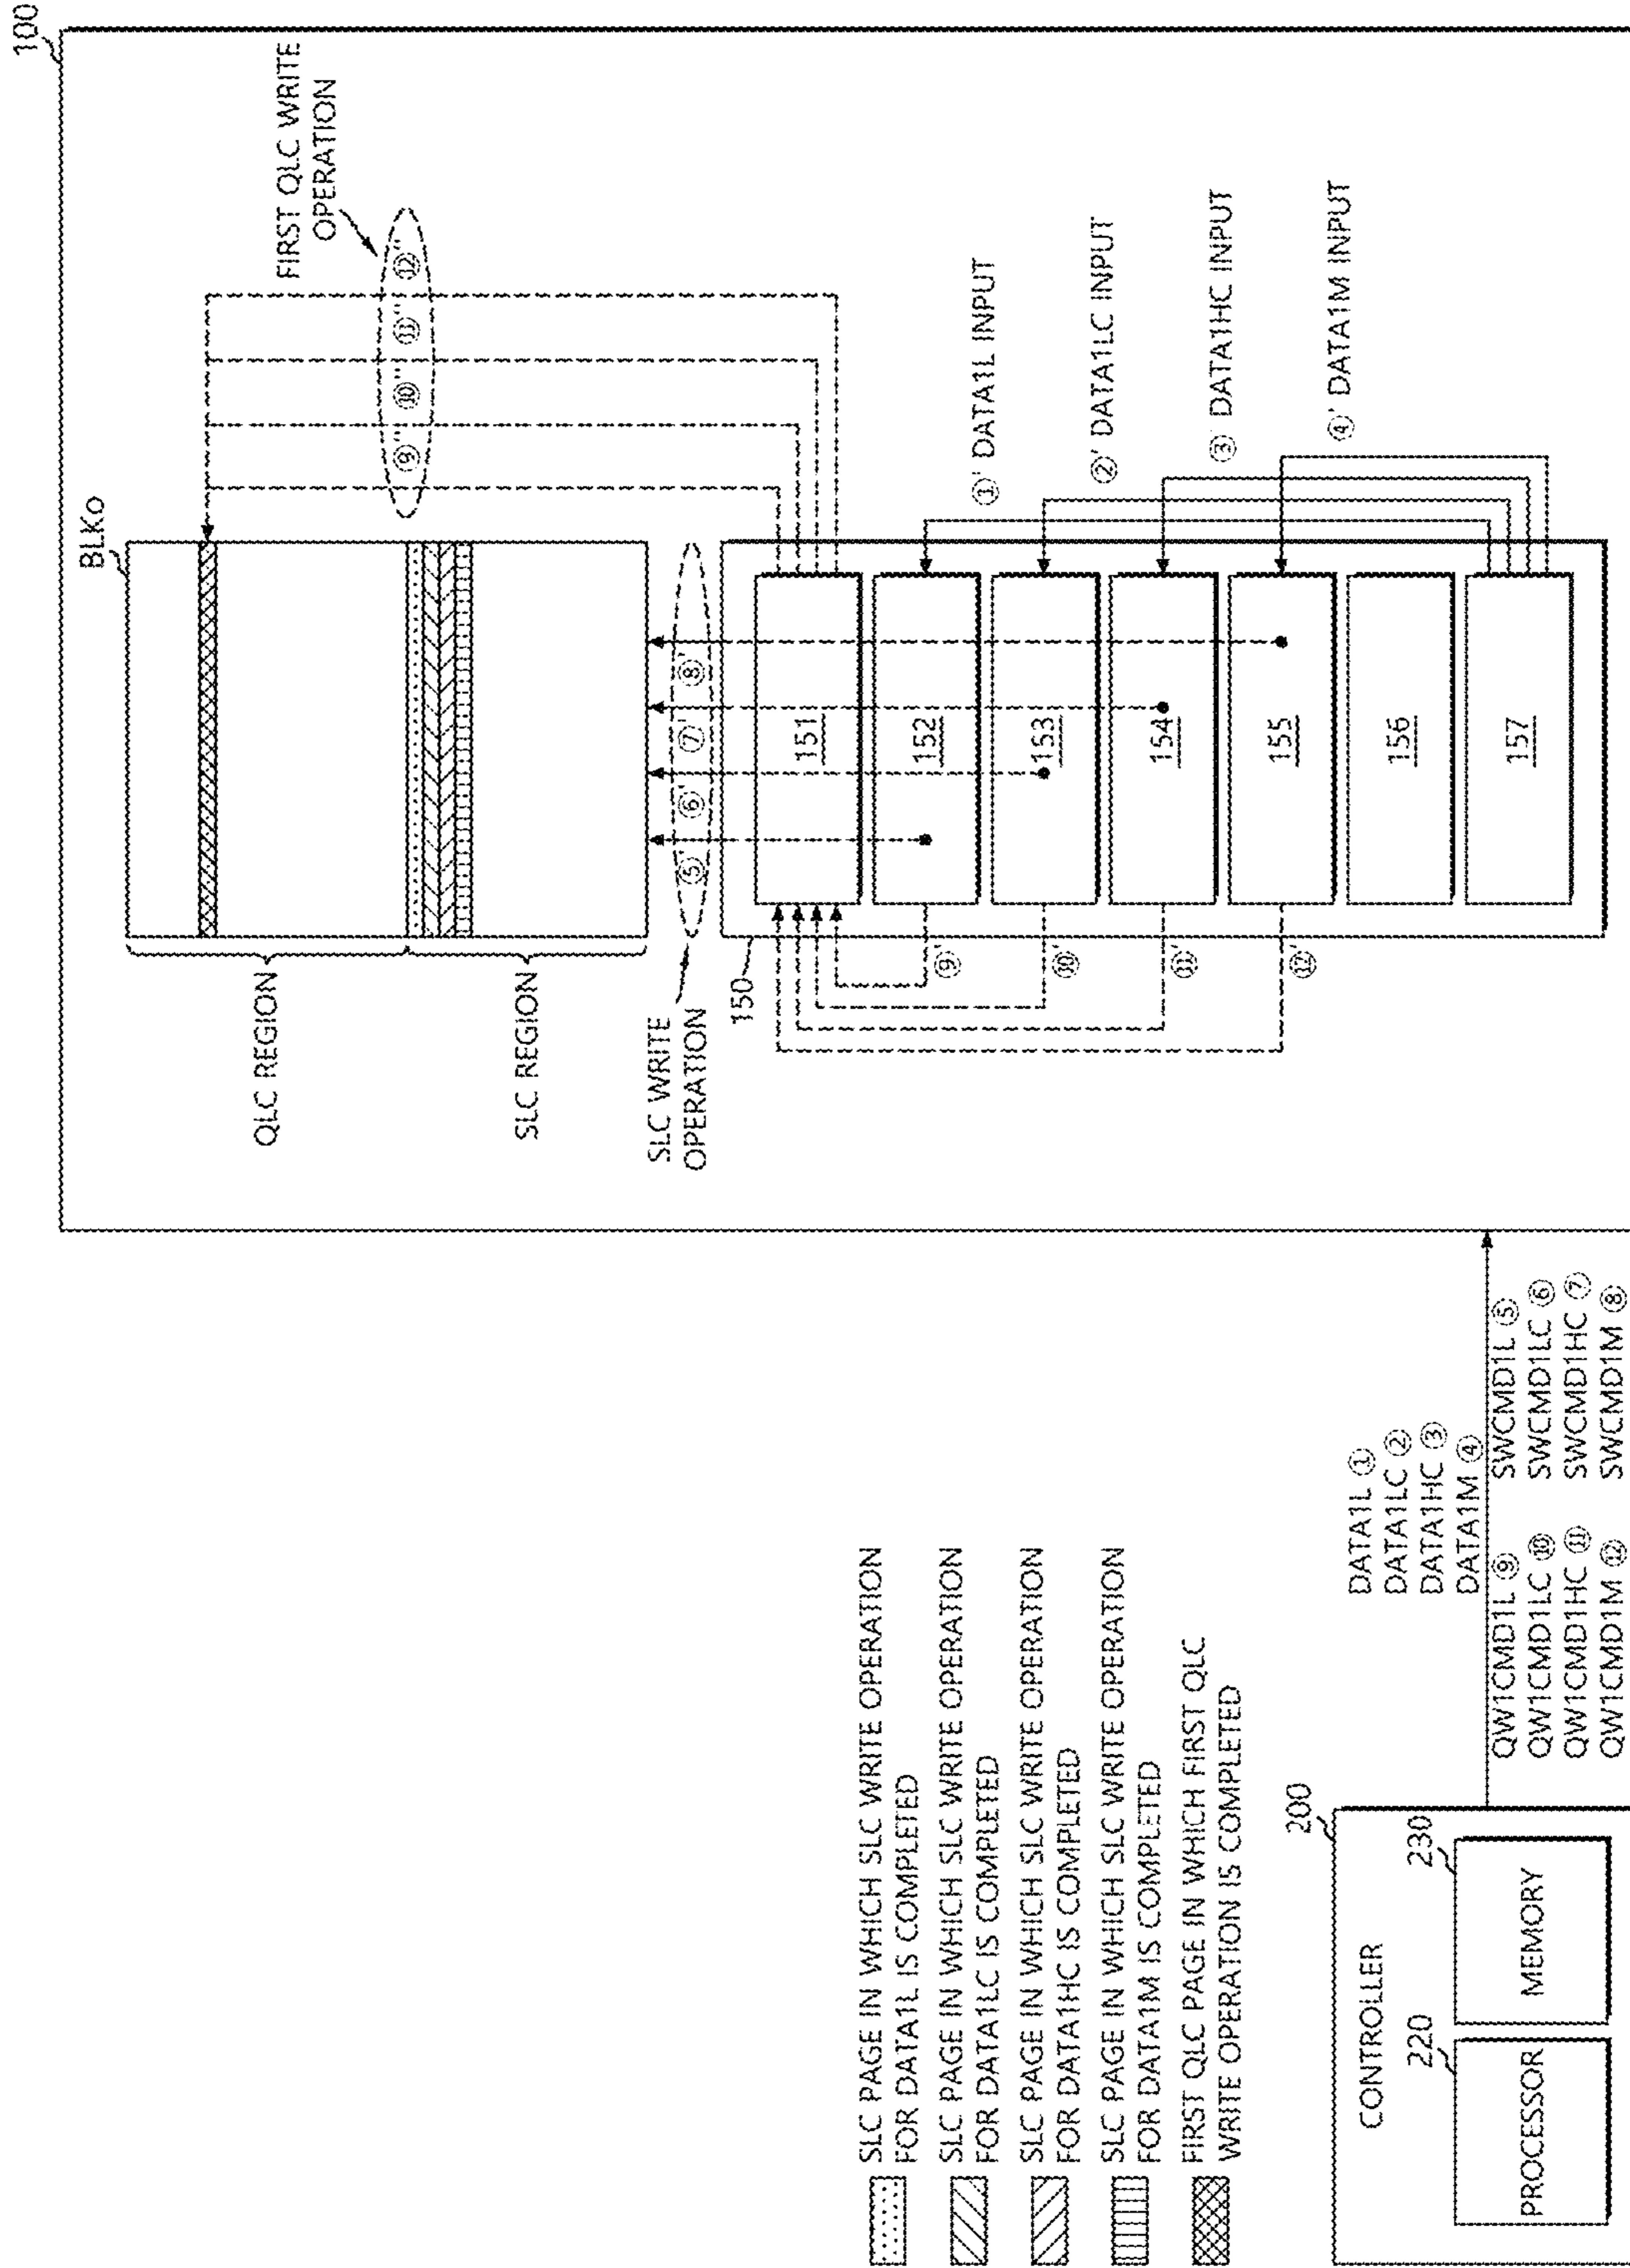 100
BLKo
FIRST QLC WRITE
OPERATION
⑨'' ⑩'' ⑪'' ⑫''
QLC REGION
SLC REGION
SLC WRITE
OPERATION
⑤' ⑥' ⑦' ⑧'
150
151
152
153
154
155
156
157
⑨'
⑩'
⑪'
⑫'
①' DATA1L INPUT
②' DATA1LC INPUT
③' DATA1HC INPUT
④' DATA1M INPUT
SLC PAGE IN WHICH SLC WRITE OPERATION
FOR DATA1L IS COMPLETED
SLC PAGE IN WHICH SLC WRITE OPERATION
FOR DATA1LC IS COMPLETED
SLC PAGE IN WHICH SLC WRITE OPERATION
FOR DATA1HC IS COMPLETED
SLC PAGE IN WHICH SLC WRITE OPERATION
FOR DATA1M IS COMPLETED
FIRST QLC PAGE IN WHICH FIRST QLC
WRITE OPERATION IS COMPLETED
DATA1L ①
DATA1LC ②
DATA1HC ③
DATA1M ④
QW1CMD1L ⑨ SWCMD1L ⑤
QW1CMD1LC ⑩ SWCMD1LC ⑥
QW1CMD1HC ⑪ SWCMD1HC ⑦
QW1CMD1M ⑫ SWCMD1M ⑧
200
CONTROLLER
220
230
PROCESSOR
MEMORY